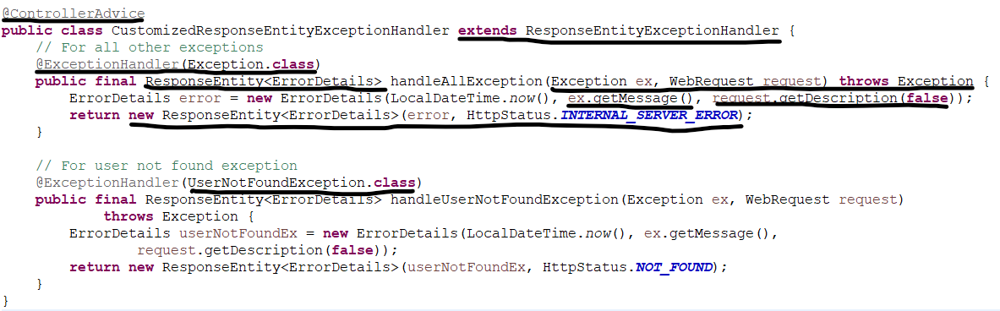 @ControllerAdvice
public class CustomizedResponseEntityExceptionHandler extends ResponseEntityExceptionHandler {
    // For all other exceptions
    @ExceptionHandler(Exception.class)
    public final ResponseEntity<ErrorDetails> handleAllException(Exception ex, WebRequest request) throws Exception {
        ErrorDetails error = new ErrorDetails(LocalDateTime.now(), ex.getMessage(), request.getDescription(false));
        return new ResponseEntity<ErrorDetails>(error, HttpStatus.INTERNAL_SERVER_ERROR);
    }

    // For user not found exception
    @ExceptionHandler(UserNotFoundException.class)
    public final ResponseEntity<ErrorDetails> handleUserNotFoundException(Exception ex, WebRequest request)
            throws Exception {
        ErrorDetails userNotFoundEx = new ErrorDetails(LocalDateTime.now(), ex.getMessage(),
                request.getDescription(false));
        return new ResponseEntity<ErrorDetails>(userNotFoundEx, HttpStatus.NOT_FOUND);
    }
}